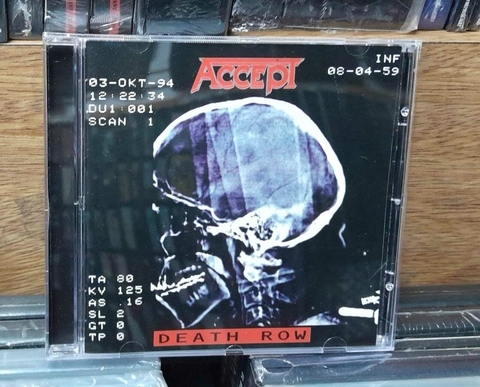 ACCEPT
INF
03-OKT-94
08-04-59
12:22:34
DU1:001
SCAN 1
TA 80
KV 125
AS .16
SL 2
GT 0
TP 0
DEATH ROW